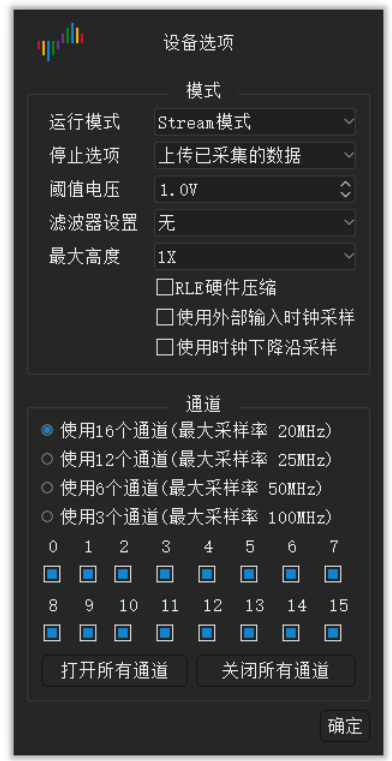 设备选项
模式
运行模式 Stream模式
停止选项 上传已采集的数据
阈值电压 1.0V
滤波器设置 无
最大高度 1X
RLE硬件压缩
使用外部输入时钟采样
使用时钟下降沿采样
通道
使用16个通道(最大采样率 20MHz)
使用12个通道(最大采样率 25MHz)
使用6个通道(最大采样率 50MHz)
使用3个通道(最大采样率 100MHz)
0 1 2 3 4 5 6 7
8 9 10 11 12 13 14 15
打开所有通道 关闭所有通道
确定